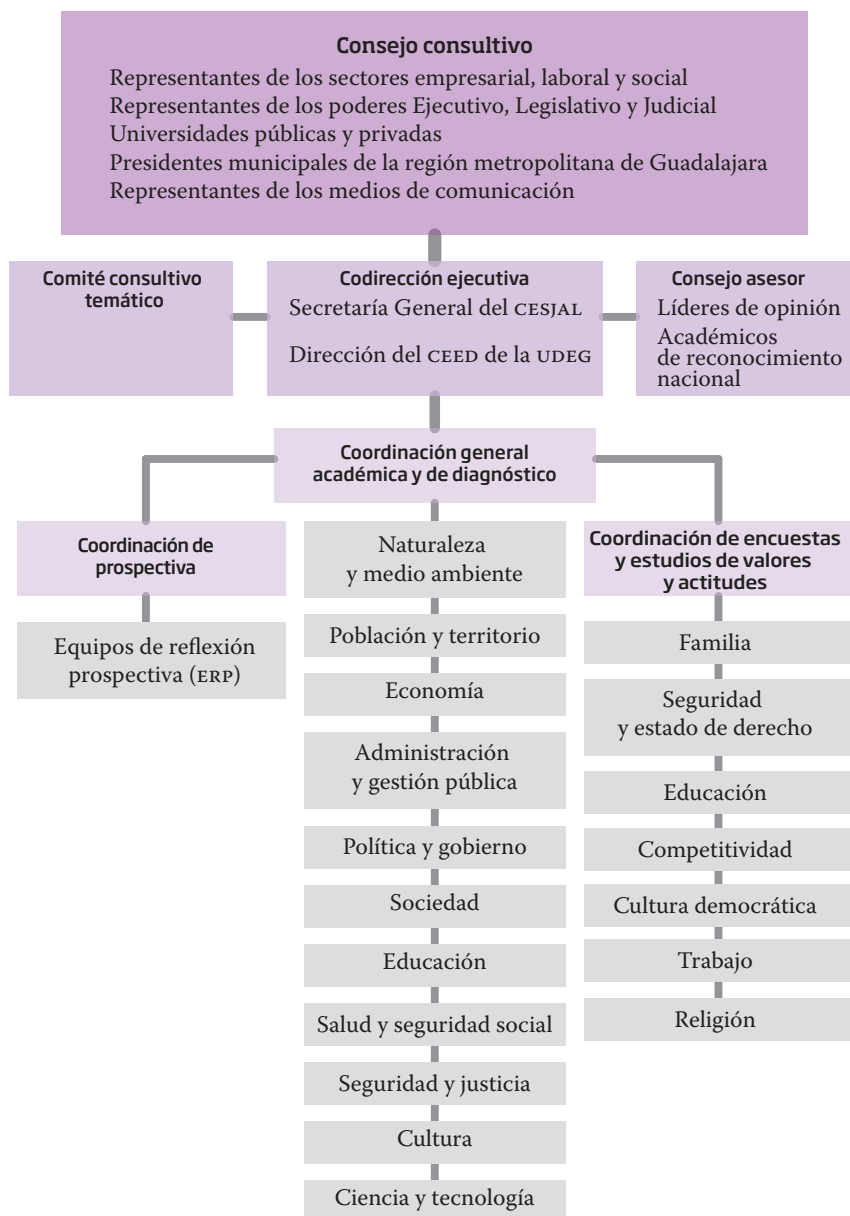 Consejo consultivo
Representantes de los sectores empresarial, laboral y social
Representantes de los poderes Ejecutivo, Legislativo y Judicial
Universidades públicas y privadas
Presidentes municipales de la región metropolitana de Guadalajara
Representantes de los medios de comunicación
Comité consultivo
temático
Codirección ejecutiva
Secretaría General del CESJAL
Dirección del CEED de la UDEG
Consejo asesor
Líderes de opinión
Académicos
de reconocimiento
nacional
Coordinación general
académica y de diagnóstico
Coordinación de
prospectiva
Equipos de reflexión
prospectiva (ERP)
Naturaleza
y medio ambiente
Población y territorio
Economía
Administración
y gestión pública
Política y gobierno
Sociedad
Educación
Salud y seguridad social
Seguridad y justicia
Cultura
Ciencia y tecnología
Coordinación de encuestas
y estudios de valores
y actitudes
Familia
Seguridad
y estado de derecho
Educación
Competitividad
Cultura democrática
Trabajo
Religión